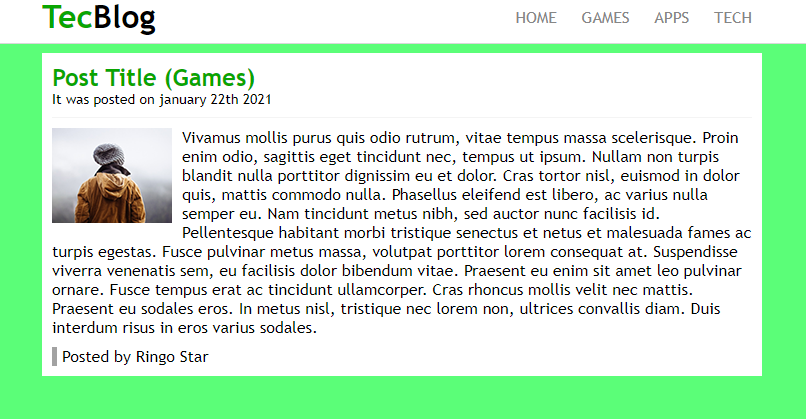 TecBlog
HOME GAMES APPS TECH
Post Title (Games)
It was posted on january 22th 2021
Vivamus mollis purus quis odio rutrum, vitae tempus massa scelerisque. Proin
enim odio, sagittis eget tincidunt nec, tempus ut ipsum. Nullam non turpis
blandit nulla porttitor dignissim eu et dolor. Cras tortor nisl, euismod in dolor
quis, mattis commodo nulla. Phasellus eleifend est libero, ac varius nulla
semper eu. Nam tincidunt metus nibh, sed auctor nunc facilisis id.
Pellentesque habitant morbi tristique senectus et netus et malesuada fames ac
turpis egestas. Fusce pulvinar metus massa, volutpat porttitor lorem consequat at. Suspendisse
viverra venenatis sem, eu facilisis dolor bibendum vitae. Praesent eu enim sit amet leo pulvinar
ornare. Fusce tempus erat ac tincidunt ullamcorper. Cras rhoncus mollis velit nec mattis.
Praesent eu sodales eros. In metus nisl, tristique nec lorem non, ultrices convallis diam. Duis
interdum risus in eros varius sodales.
Posted by Ringo Star